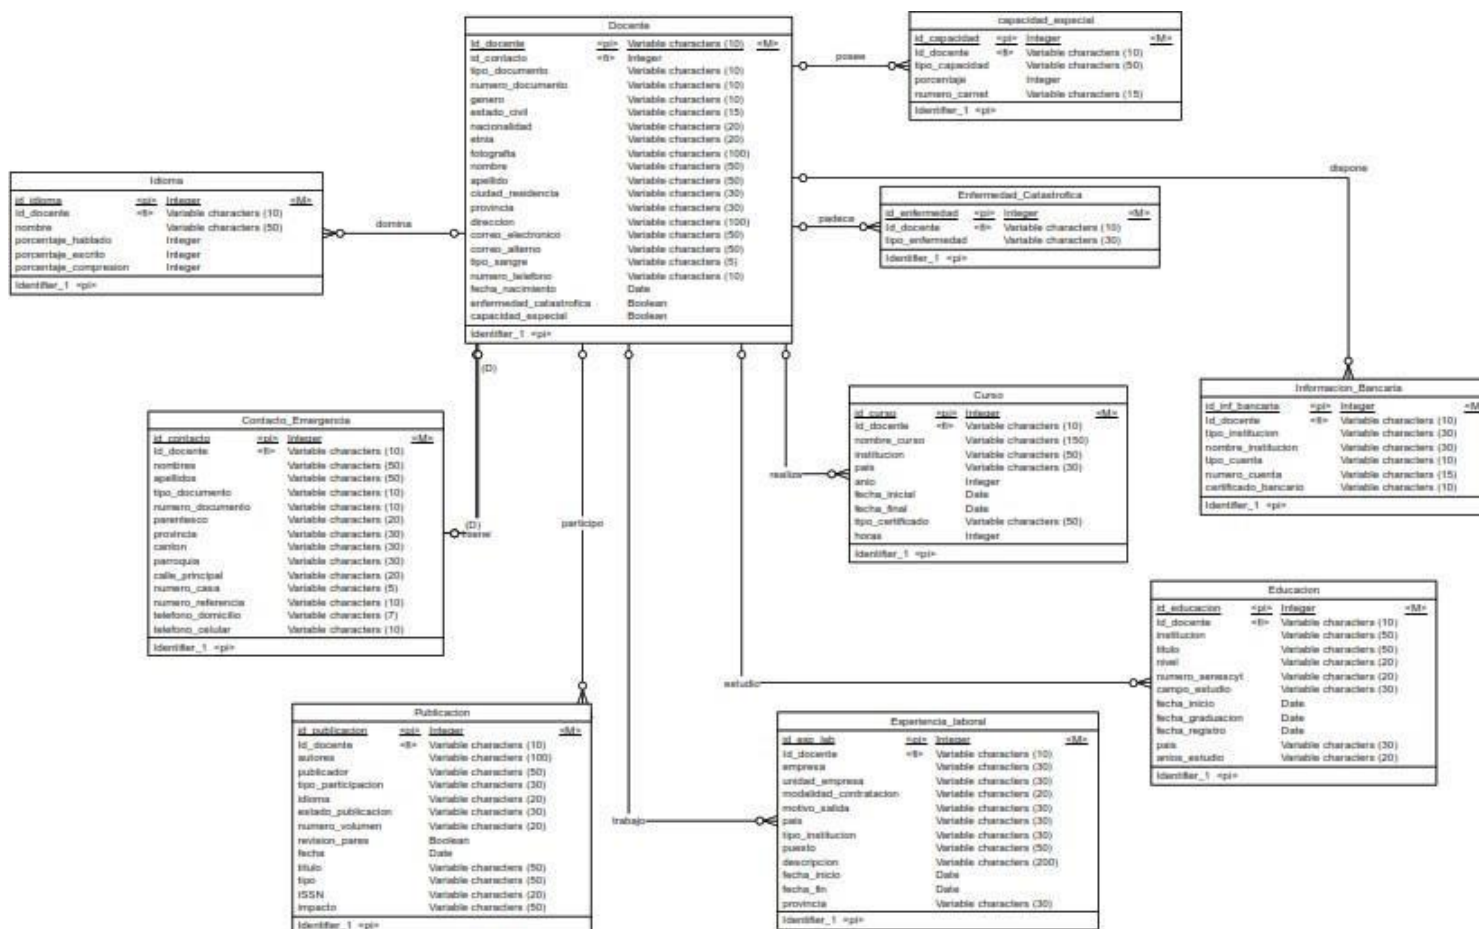 Docente
Id_docente <pi> Variable characters (10) <M>
id_contacto <fi> Integer
tipo_documento Variable characters (10)
numero_documento Variable characters (10)
genero Variable characters (10)
estado_civil Variable characters (15)
nacionalidad Variable characters (20)
etnia Variable characters (20)
fotografia Variable characters (100)
nombre Variable characters (50)
apellido Variable characters (50)
ciudad_residencia Variable characters (30)
provincia Variable characters (30)
direccion Variable characters (100)
correo_electronico Variable characters (50)
correo_alterno Variable characters (50)
tipo_sangre Variable characters (5)
numero_telefono Variable characters (10)
fecha_nacimiento Date
enfermedad_catastrofica Boolean
capacidad_especial Boolean
Identifier_1 <pi>
posee
capacidad_especial
id_capacidad <pi> Integer <M>
Id_docente <fi> Variable characters (10)
tipo_capacidad Variable characters (50)
porcentaje Integer
numero_carnet Variable characters (15)
Identifier_1 <pi>
dispone
Idioma
id_idioma <pi> Integer <M>
Id_docente <fi> Variable characters (10)
nombre Variable characters (50)
porcentaje_hablado Integer
porcentaje_escrito Integer
porcentaje_compresion Integer
Identifier_1 <pi>
domina
padece
Enfermedad_Catastrofica
id_enfermedad <pi> Integer <M>
Id_docente <fi> Variable characters (10)
tipo_enfermedad Variable characters (30)
Identifier_1 <pi>
(D)
(D)
tiene
Contacto_Emergencia
id_contacto <pi> Integer <M>
Id_docente <fi> Variable characters (10)
nombres Variable characters (50)
apellidos Variable characters (50)
tipo_documento Variable characters (10)
numero_documento Variable characters (10)
parentesco Variable characters (20)
provincia Variable characters (30)
canton Variable characters (30)
parroquia Variable characters (30)
calle_principal Variable characters (20)
numero_casa Variable characters (5)
numero_referencia Variable characters (10)
telefono_domicilio Variable characters (7)
telefono_celular Variable characters (10)
Identifier_1 <pi>
participo
realiza
Curso
id_curso <pi> Integer <M>
Id_docente <fi> Variable characters (10)
nombre_curso Variable characters (150)
institucion Variable characters (50)
pais Variable characters (30)
anio Integer
fecha_inicial Date
fecha_final Date
tipo_certificado Variable characters (50)
horas Integer
Identifier_1 <pi>
Informacion_Bancaria
id_inf_bancaria <pi> Integer <M
Id_docente <fi> Variable characters (10)
tipo_institucion Variable characters (30)
nombre_institucion Variable characters (30)
tipo_cuenta Variable characters (10)
numero_cuenta Variable characters (15)
certificado_bancario Variable characters (10)
Identifier_1 <pi>
estudio
Educacion
id_educacion <pi> Integer <M>
Id_docente <fi> Variable characters (10)
institucion Variable characters (50)
titulo Variable characters (50)
nivel Variable characters (20)
numero_senescyt Variable characters (20)
campo_estudio Variable characters (30)
fecha_inicio Date
fecha_graduacion Date
fecha_registro Date
pais Variable characters (30)
anios_estudio Variable characters (20)
Identifier_1 <pi>
Publicacion
id_publicacion <pi> Integer <M>
Id_docente <fi> Variable characters (10)
autores Variable characters (100)
publicador Variable characters (50)
tipo_participacion Variable characters (30)
idioma Variable characters (20)
estado_publicacion Variable characters (30)
numero_volumen Variable characters (20)
revision_pares Boolean
fecha Date
titulo Variable characters (50)
tipo Variable characters (50)
ISSN Variable characters (20)
impacto Variable characters (50)
Identifier_1 <pi>
trabajo
Experiencia_laboral
id_exp_lab <pi> Integer <M>
Id_docente <fi> Variable characters (10)
empresa Variable characters (30)
unidad_empresa Variable characters (30)
modalidad_contratacion Variable characters (20)
motivo_salida Variable characters (30)
pais Variable characters (30)
tipo_institucion Variable characters (30)
puesto Variable characters (50)
descripcion Variable characters (200)
fecha_inicio Date
fecha_fin Date
provincia Variable characters (30)
Identifier_1 <pi>